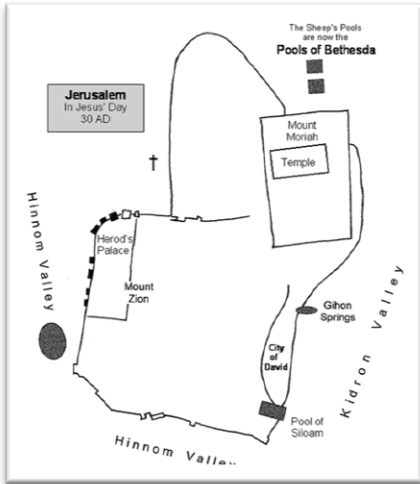 The Sheep's Pools
are now the
Pools of Bethesda
Jerusalem
In Jesus' Day
30 AD
Mount
Moriah
Temple
Hinnom Valley
Herod's
Palace
Mount
Zion
Gihon
Springs
Kidron Valley
City
of
David
Pool of
Siloam
Hinnom Valley